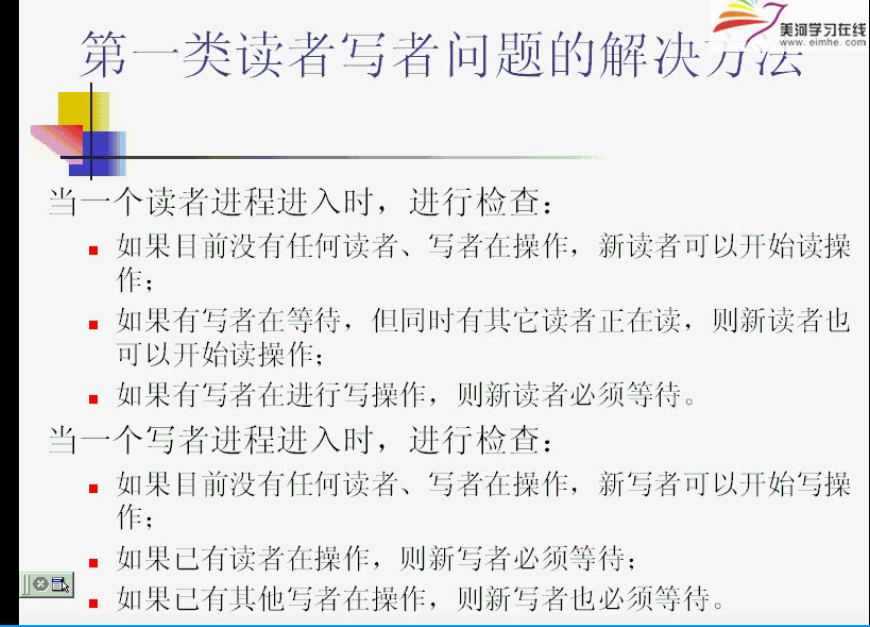 美河学习在线
www.eimhe.com
第一类读者写者问题的解决方法
当一个读者进程进入时，进行检查：
如果目前没有任何读者、写者在操作，新读者可以开始读操
作；
如果有写者在等待，但同时有其它读者正在读，则新读者也
可以开始读操作；
如果有写者在进行写操作，则新读者必须等待。
当一个写者进程进入时，进行检查：
如果目前没有任何读者、写者在操作，新写者可以开始写操
作；
如果已有读者在操作，则新写者必须等待；
如果已有其他写者在操作，则新写者也必须等待。